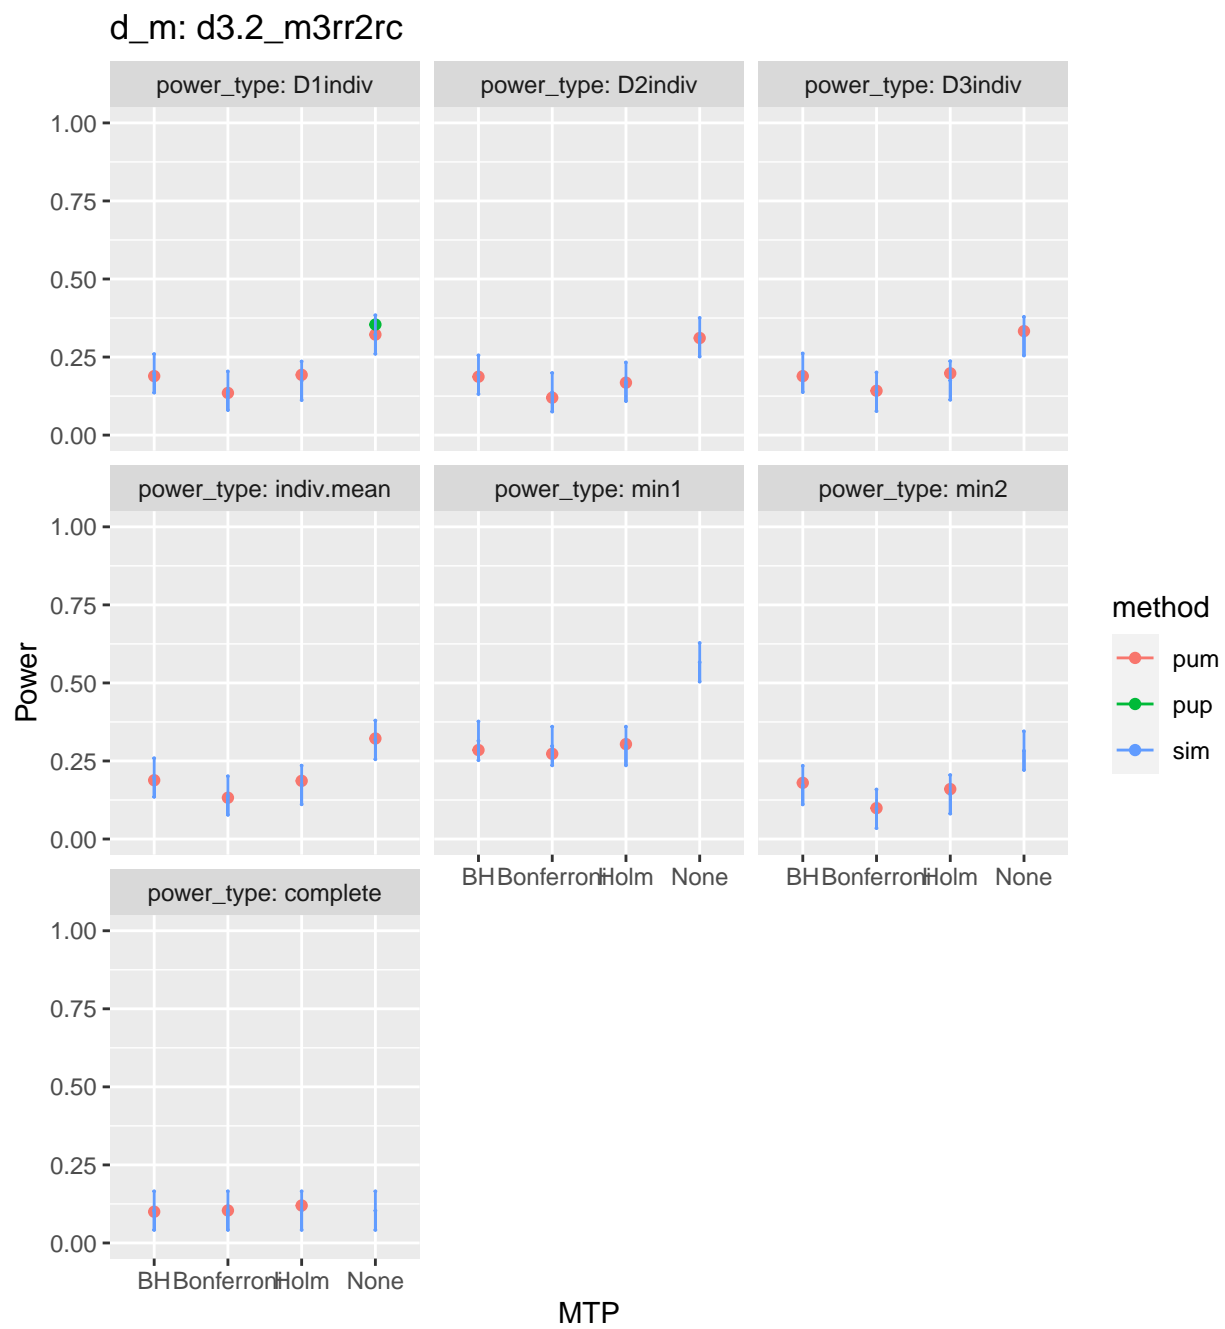 d_m: d3.2_m3rr2rc
power_type: D1indiv power_type: D2indiv power_type: D3indiv
1.00
0.75
0.50
0.25
0.00
power_type: indiv.mean power_type: min1 power_type: min2
1.00
0.75
0.50
0.25
0.00
BH Bonferroni Holm None BH Bonferroni Holm None
power_type: complete
1.00
0.75
0.50
0.25
0.00
BH Bonferroni Holm None
MTP
Power
method
pum
pup
sim